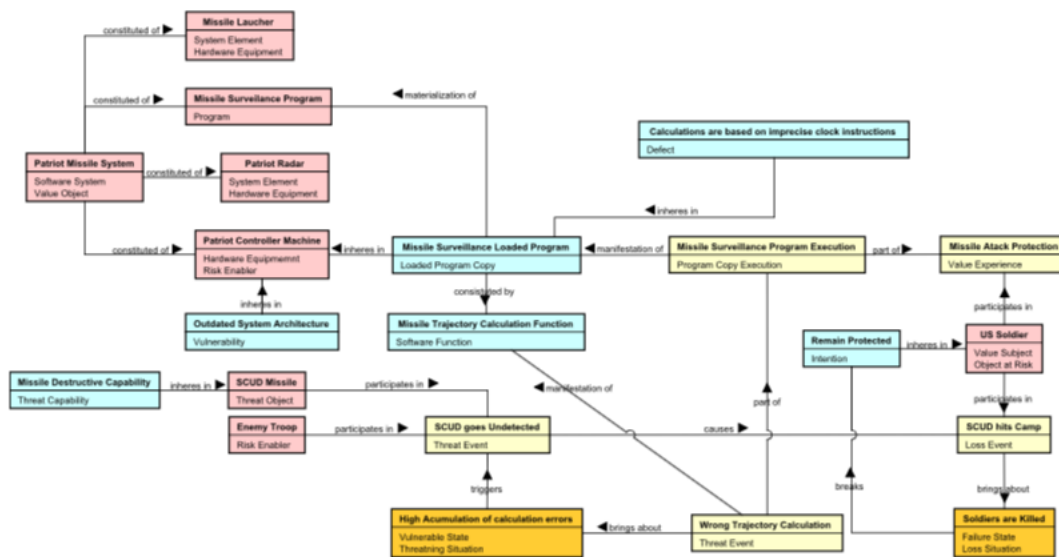 Missile Laucher
System Element
Hardware Equipment
constituted of
Missile Surveilance Program
Program
constituted of
materialization of
Calculations are based on imprecise clock instructions
Defect
Patriot Missile System
Software System
Value Object
constituted of
Patriot Radar
System Element
Hardware Equipment
inheres in
Patriot Controller Machine
Hardware Equipmemnt
Risk Enabler
constituted of
inheres in
Missile Surveillance Loaded Program
Loaded Program Copy
manifestation of
Missile Surveillance Program Execution
Program Copy Execution
part of
Missile Atack Protection
Value Experience
inheres in
consistuted by
participates in
Outdated System Architecture
Vulnerability
Missile Trajectory Calculation Function
Software Function
Remain Protected
Intention
inheres in
US Soldier
Value Subject
Object at Risk
Missile Destructive Capability
Threat Capability
inheres in
SCUD Missile
Threat Object
participates in
manifestation of
part of
participates in
Enemy Troop
Risk Enabler
participates in
SCUD goes Undetected
Threat Event
causes
SCUD hits Camp
Loss Event
triggers
breaks
brings about
High Acumulation of calculation errors
Vulnerable State
Threatning Situation
brings about
Wrong Trajectory Calculation
Threat Event
Soldiers are Killed
Failure State
Loss Situation